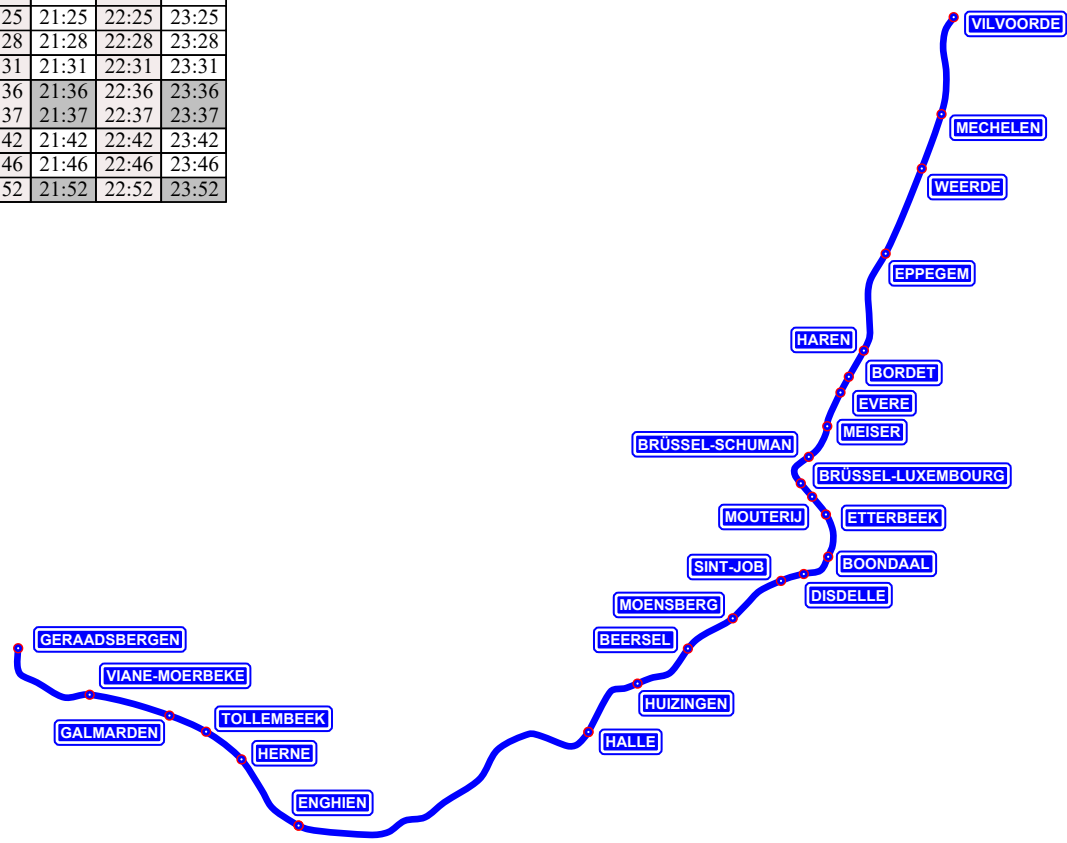 25 21:25 22:25 23:25
28 21:28 22:28 23:28
31 21:31 22:31 23:31
36 21:36 22:36 23:36
37 21:37 22:37 23:37
42 21:42 22:42 23:42
46 21:46 22:46 23:46
52 21:52 22:52 23:52
VILVOORDE
MECHELEN
WEERDE
EPPEGEM
HAREN
BORDET
EVERE
MEISER
BRÜSSEL-SCHUMAN
BRÜSSEL-LUXEMBOURG
MOUTERIJ
ETTERBEEK
BOONDAAL
SINT-JOB
DISDELLE
MOENSBERG
BEERSEL
HUIZINGEN
HALLE
GERAADSBERGEN
VIANE-MOERBEKE
GALMARDEN
TOLLEMBEEK
HERNE
ENGHIEN